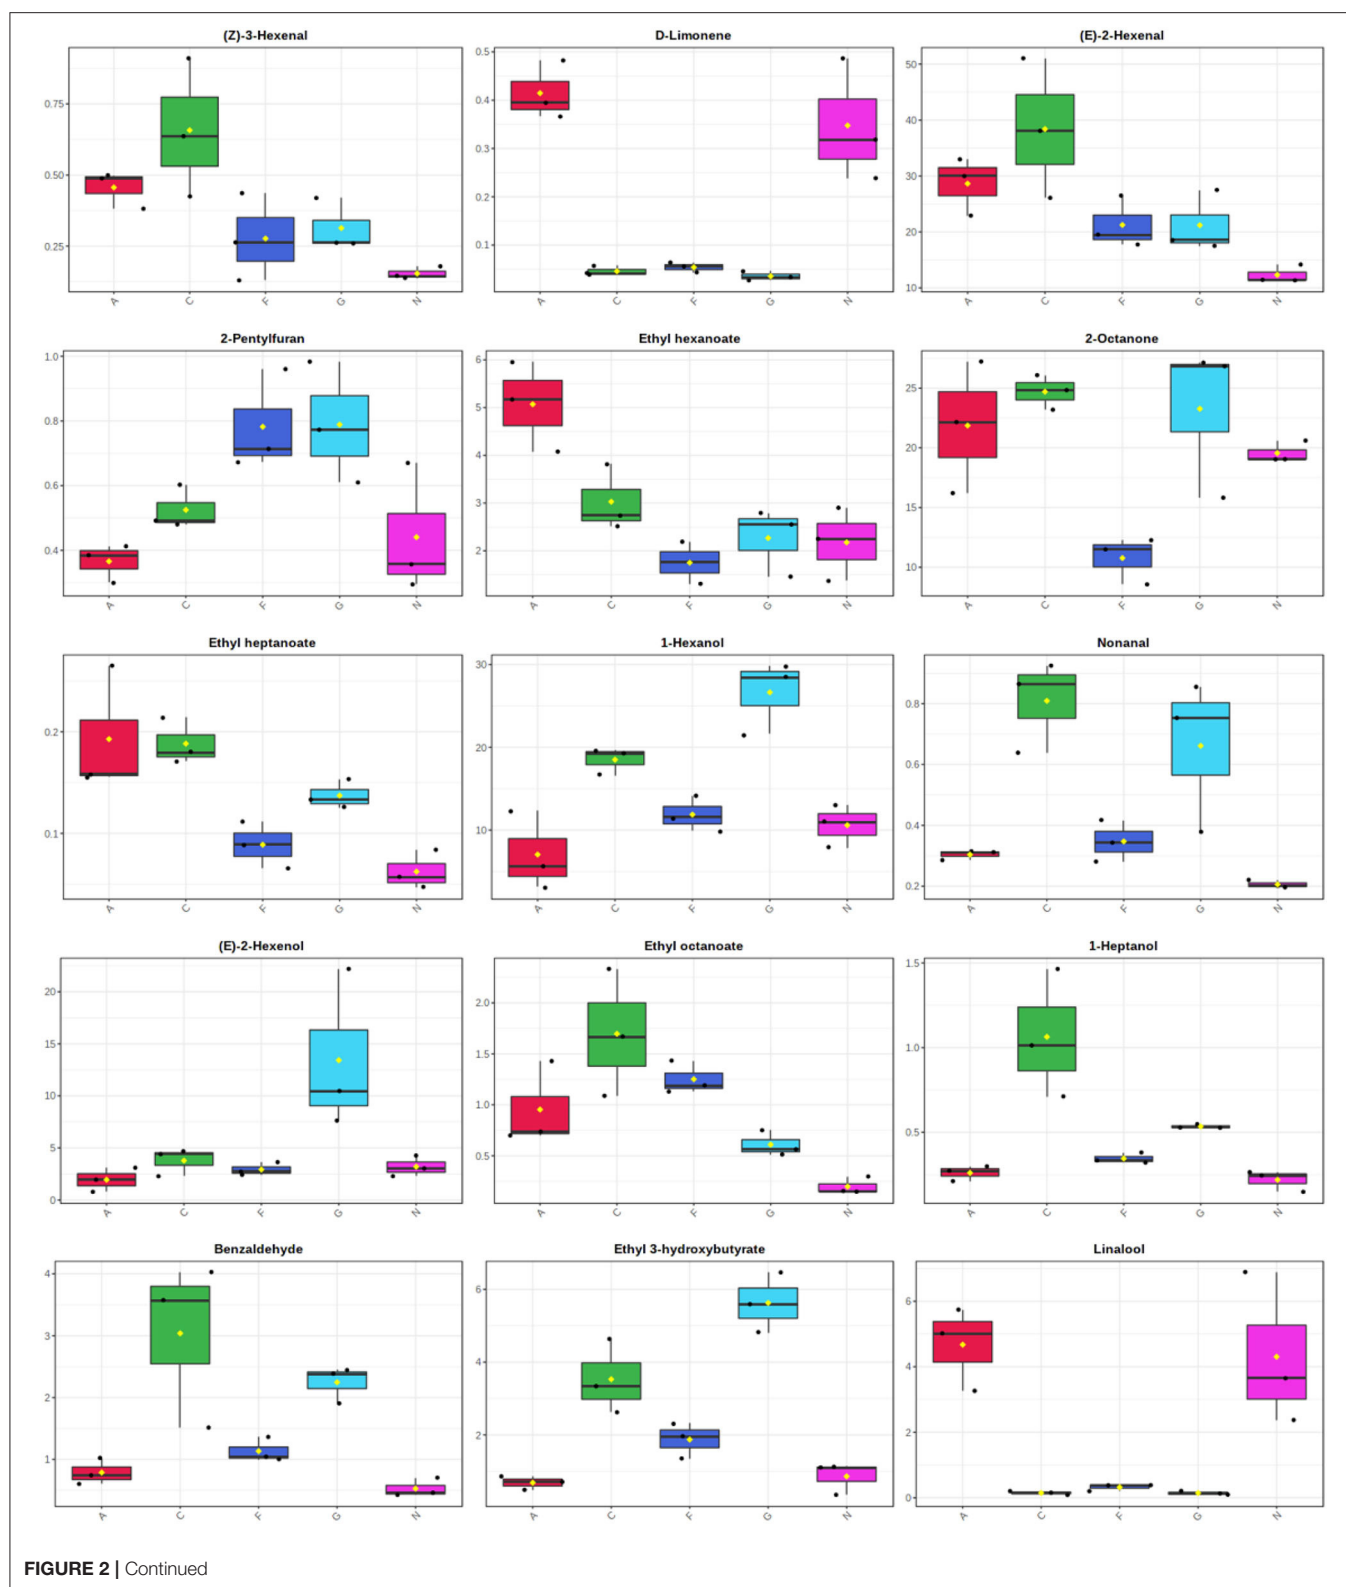 (Z)-3-Hexenal
0.75
0.50
0.25
A C F G N
D-Limonene
0.5
0.4
0.3
0.2
0.1
A C F G N
(E)-2-Hexenal
50
40
30
20
10
A C F G N
2-Pentylfuran
1.0
0.8
0.6
0.4
A C F G N
Ethyl hexanoate
6
5
4
3
2
A C F G N
2-Octanone
25
20
15
10
A C F G N
Ethyl heptanoate
0.2
0.1
A C F G N
1-Hexanol
30
20
10
A C F G N
Nonanal
0.8
0.6
0.4
0.2
A C F G N
(E)-2-Hexenol
20
15
10
5
0
A C F G N
Ethyl octanoate
2.0
1.5
1.0
0.5
A C F G N
1-Heptanol
1.5
1.0
0.5
A C F G N
Benzaldehyde
4
3
2
1
A C F G N
Ethyl 3-hydroxybutyrate
6
4
2
A C F G N
Linalool
6
4
2
0
A C F G N
FIGURE 2 | Continued